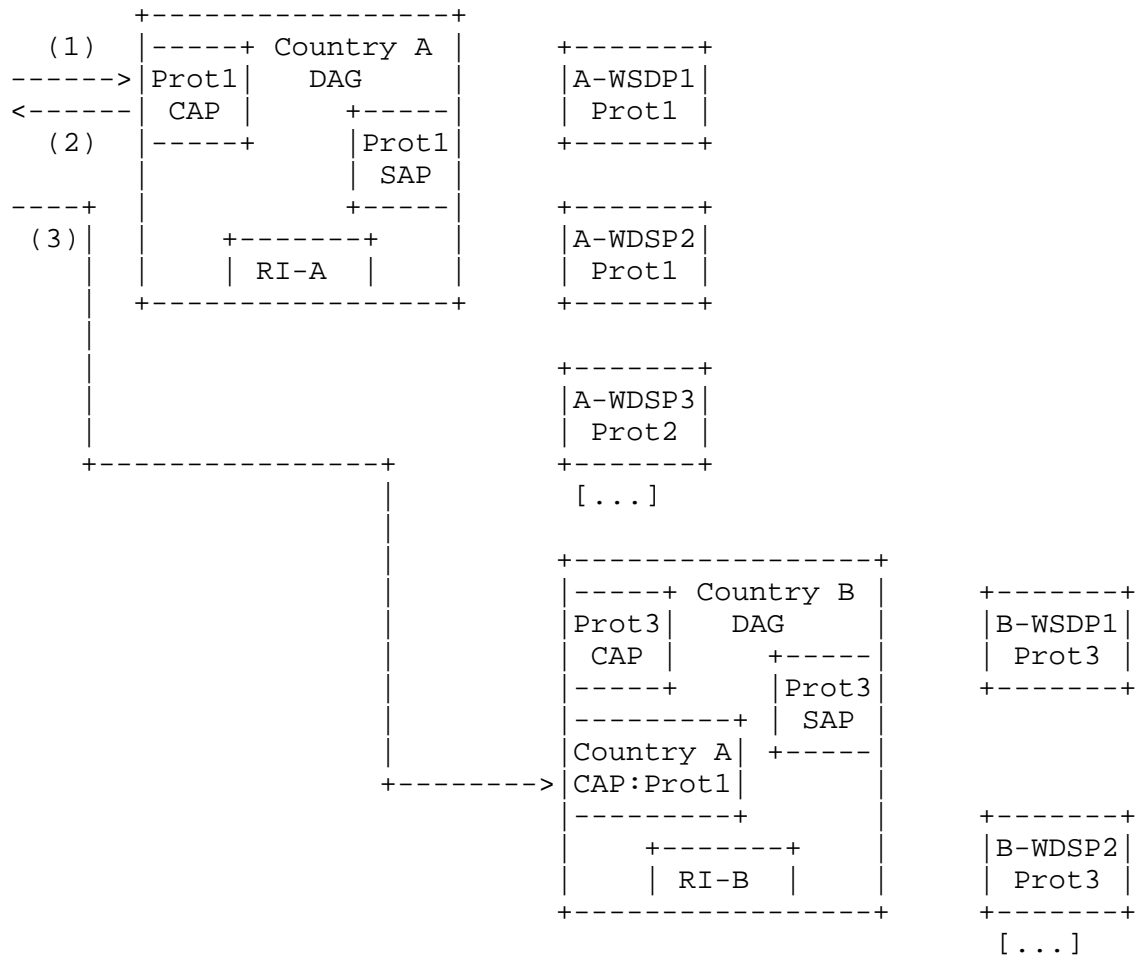 (1) Country A
Prot1 DAG A-WSDP1
CAP Prot1
(2) Prot1
SAP
(3) A-WDSP2
RI-A Prot1
A-WDSP3
Prot2
[...]
Country B
Prot3 DAG B-WSDP1
CAP Prot3
Prot3
SAP
Country A
CAP:Prot1
B-WDSP2
RI-B Prot3
[...]